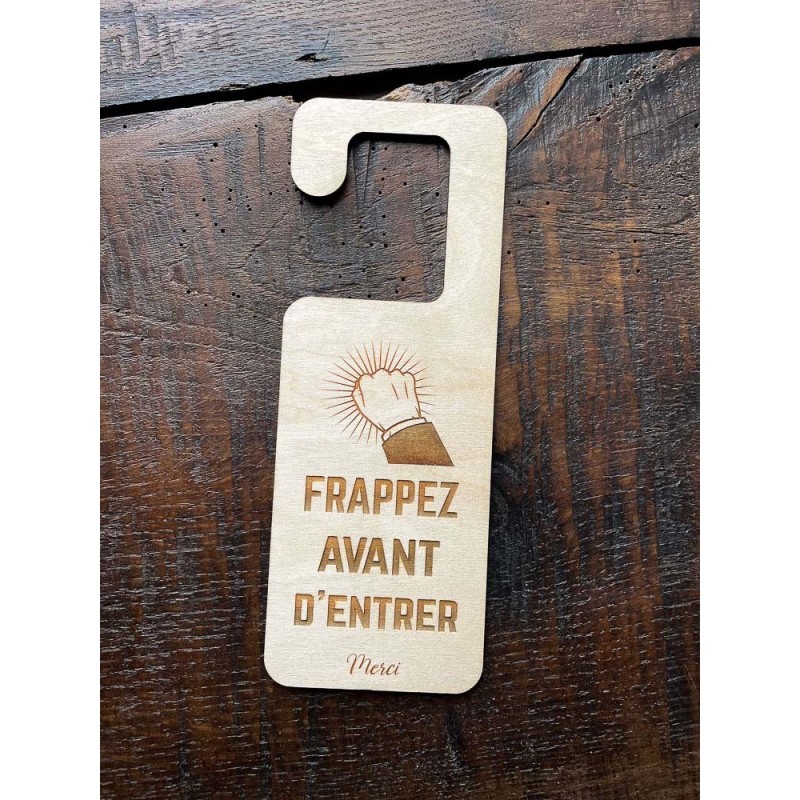 FRAPPEZ
AVANT
D'ENTRER
Merci